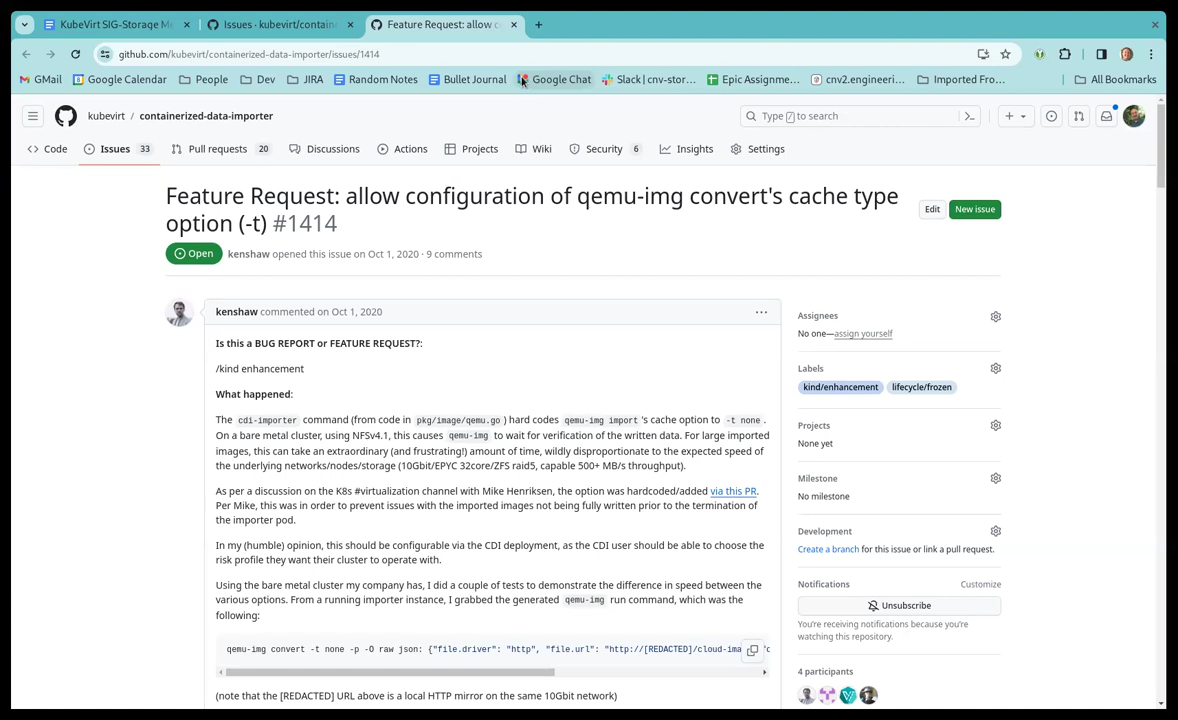 KubeVirt SIG-Storage Me
Issues · kubevirt/contain
Feature Request: allow c
github.com/kubevirt/containerized-data-importer/issues/1414
GMail
Google Calendar
People
Dev
JIRA
Random Notes
Bullet Journal
Google Chat
Slack | cnv-stor...
Epic Assignme...
cnv2.engineeri...
Imported Fro...
All Bookmarks
kubevirt / containerized-data-importer
Type / to search
Code
Issues 33
Pull requests 20
Discussions
Actions
Projects
Wiki
Security 6
Insights
Settings
Feature Request: allow configuration of qemu-img convert's cache type
option (-t) #1414
Edit
New issue
Open
kenshaw opened this issue on Oct 1, 2020 · 9 comments
kenshaw commented on Oct 1, 2020
Is this a BUG REPORT or FEATURE REQUEST?:
/kind enhancement
What happened:
The cdi-importer command (from code in pkg/image/qemu.go) hard codes qemu-img import's cache option to -t none.
On a bare metal cluster, using NFSv4.1, this causes qemu-img to wait for verification of the written data. For large imported
images, this can take an extraordinary (and frustrating!) amount of time, wildly disproportionate to the expected speed of
the underlying networks/nodes/storage (10Gbit/EPYC 32core/ZFS raid5, capable 500+ MB/s throughput).
As per a discussion on the K8s #virtualization channel with Mike Henriksen, the option was hardcoded/added via this PR.
Per Mike, this was in order to prevent issues with the imported images not being fully written prior to the termination of
the importer pod.
In my (humble) opinion, this should be configurable via the CDI deployment, as the CDI user should be able to choose the
risk profile they want their cluster to operate with.
Using the bare metal cluster my company has, I did a couple of tests to demonstrate the difference in speed between the
various options. From a running importer instance, I grabbed the generated qemu-img run command, which was the
following:
qemu-img convert -t none -p -O raw json: {"file.driver": "http", "file.url": "http://[REDACTED]/cloud-ima
(note that the [REDACTED] URL above is a local HTTP mirror on the same 10Gbit network)
Assignees
No one—assign yourself
Labels
kind/enhancement
lifecycle/frozen
Projects
None yet
Milestone
No milestone
Development
Create a branch for this issue or link a pull request.
Notifications
Customize
Unsubscribe
You're receiving notifications because you're
watching this repository.
4 participants